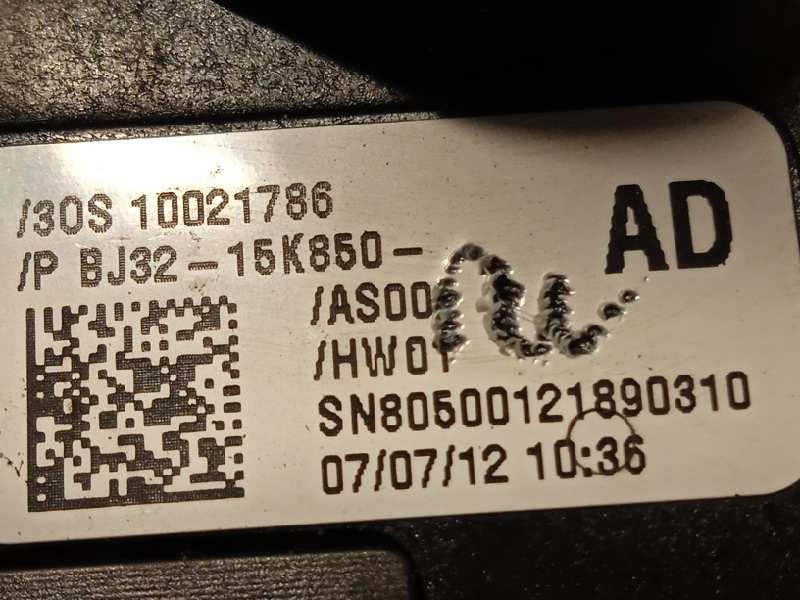 /30S 10021786
/P BJ32-15K850- AD
/AS00
/HW01
SN80500121890310
07/07/12 10:36